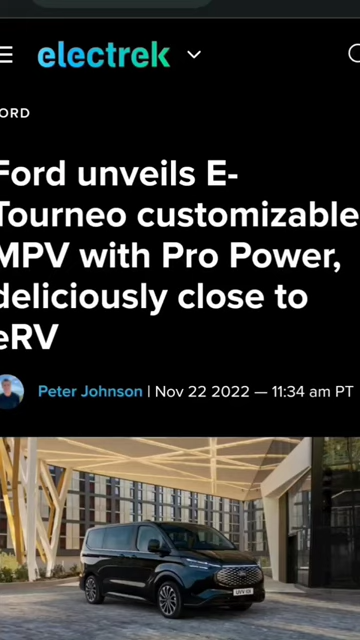 electrek
ORD
Ford unveils E-
Tourneo customizable
MPV with Pro Power,
deliciously close to
eRV
Peter Johnson | Nov 22 2022 — 11:34 am PT